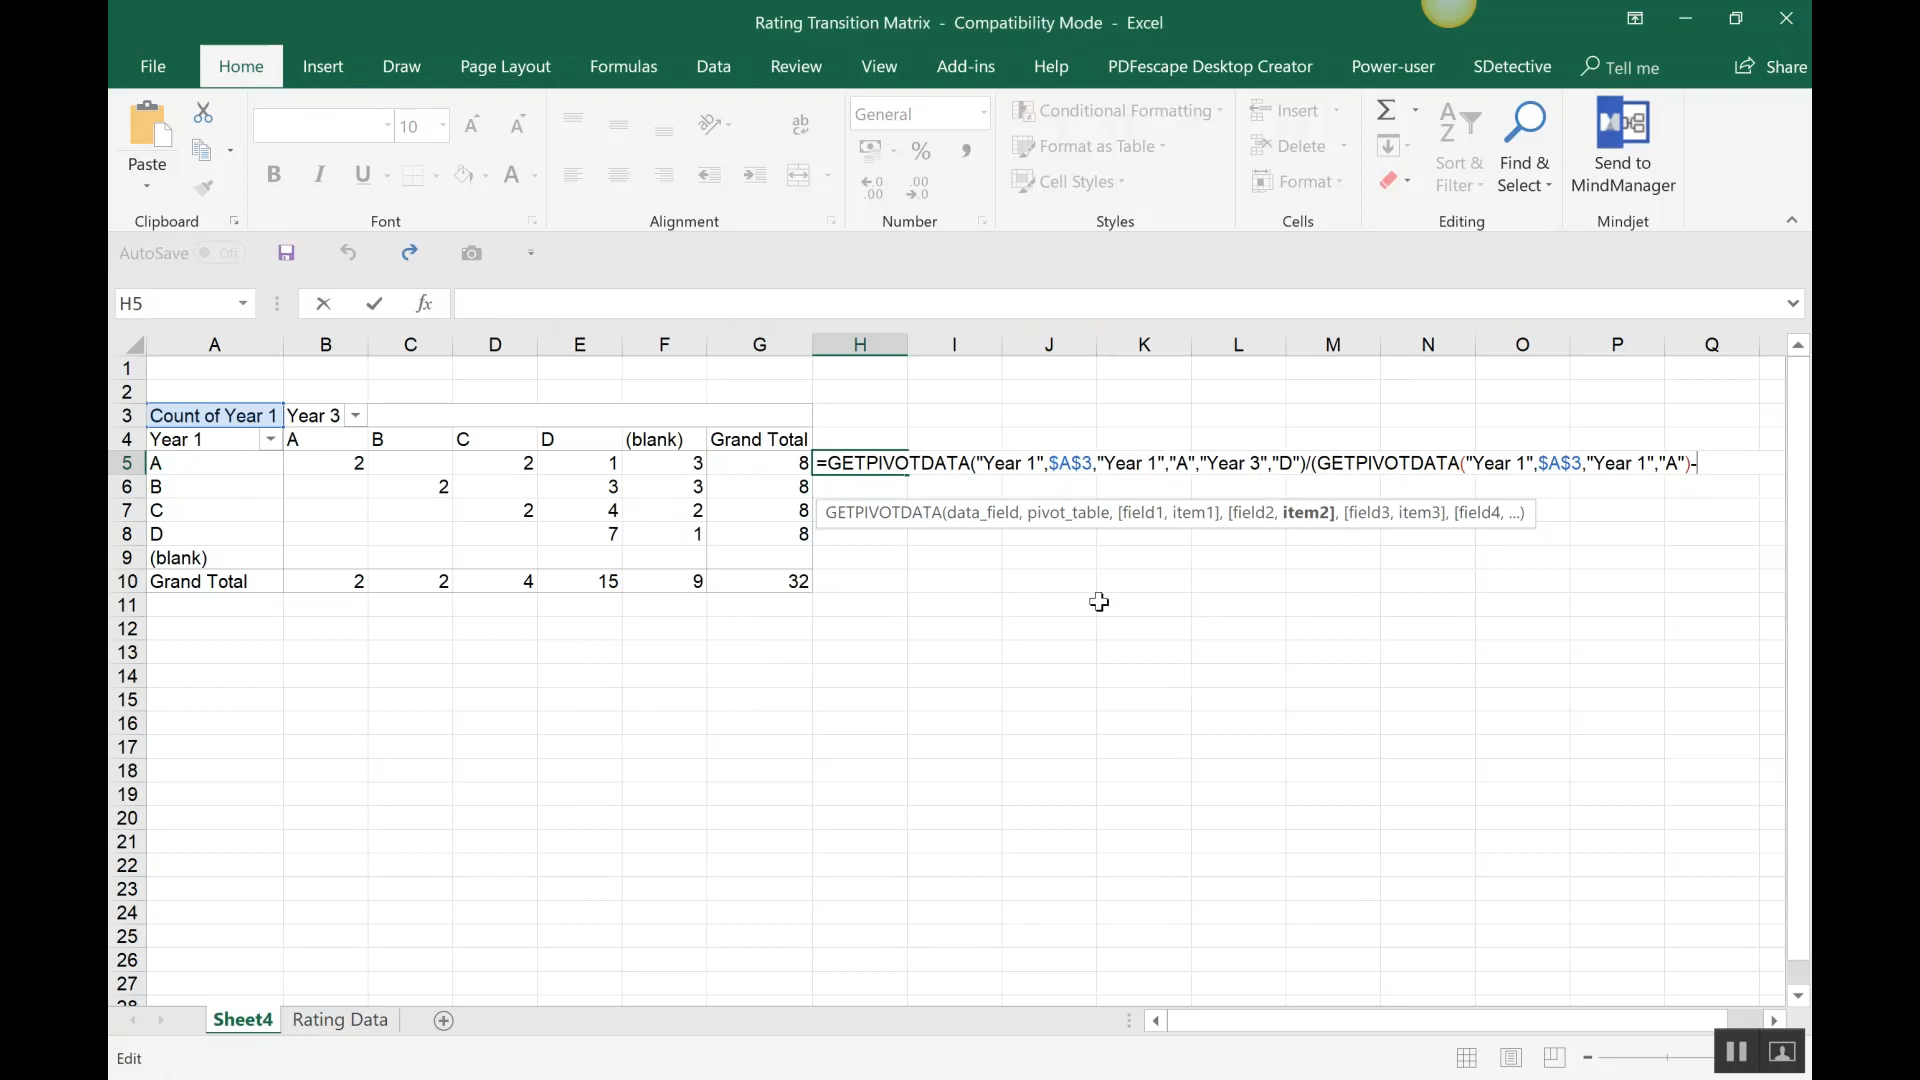 Rating Transition Matrix - Compatibility Mode - Excel
File Home Insert Draw Page Layout Formulas Data Review View Add-ins Help PDFescape Desktop Creator Power-user SDetective Tell me Share
Paste
Clipboard
10
B I U A
Font
ab
Alignment
General
Number
Conditional Formatting
Format as Table
Cell Styles
Styles
Insert
Delete
Format
Cells
Sort & Filter
Find & Select
Editing
Send to MindManager
Mindjet
AutoSave Off
H5 fx
A B C D E F G H I J K L M N O P Q
1
2
3 Count of Year 1 Year 3
4 Year 1 A B C D (blank) Grand Total
5 A 2 2 1 3 8 =GETPIVOTDATA("Year 1",$A$3,"Year 1","A","Year 3","D")/(GETPIVOTDATA("Year 1",$A$3,"Year 1","A")-
6 B 2 3 3 8
7 C 2 4 2 8 GETPIVOTDATA(data_field, pivot_table, [field1, item1], [field2, item2], [field3, item3], [field4, ...)
8 D 7 1 8
9 (blank)
10 Grand Total 2 2 4 15 9 32
11
12
13
14
15
16
17
18
19
20
21
22
23
24
25
26
27
28
Sheet4 Rating Data
Edit